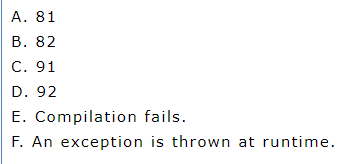 A. 81
B. 82
C. 91
D. 92
E. Compilation fails.
F. An exception is thrown at runtime.